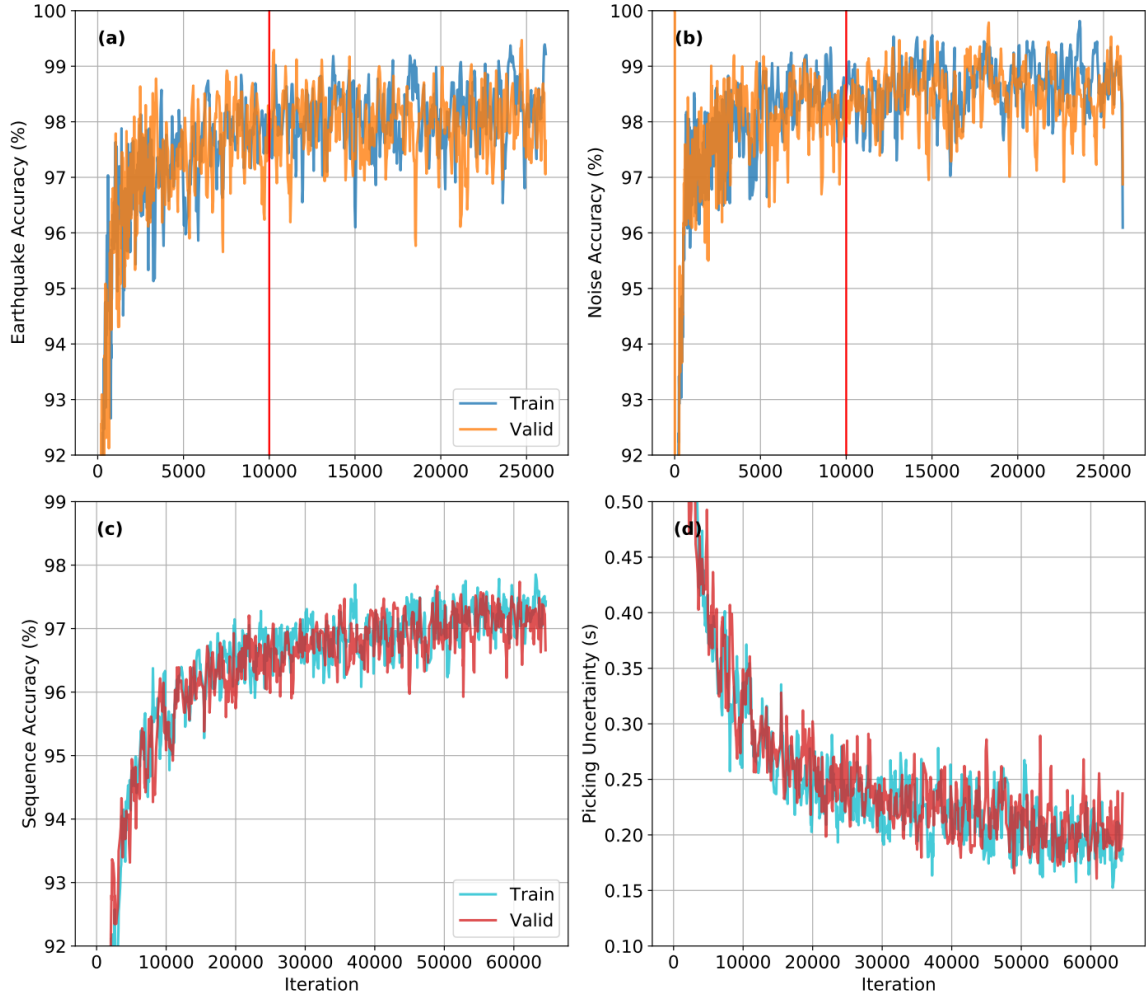 (a)
Earthquake Accuracy (%)
100
99
98
97
96
95
94
93
92
0 5000 10000 15000 20000 25000
Train
Valid
(b)
Noise Accuracy (%)
100
99
98
97
96
95
94
93
92
0 5000 10000 15000 20000 25000
(c)
Sequence Accuracy (%)
99
98
97
96
95
94
93
92
0 10000 20000 30000 40000 50000 60000
Iteration
Train
Valid
(d)
Picking Uncertainty (s)
0.50
0.45
0.40
0.35
0.30
0.25
0.20
0.15
0.10
0 10000 20000 30000 40000 50000 60000
Iteration